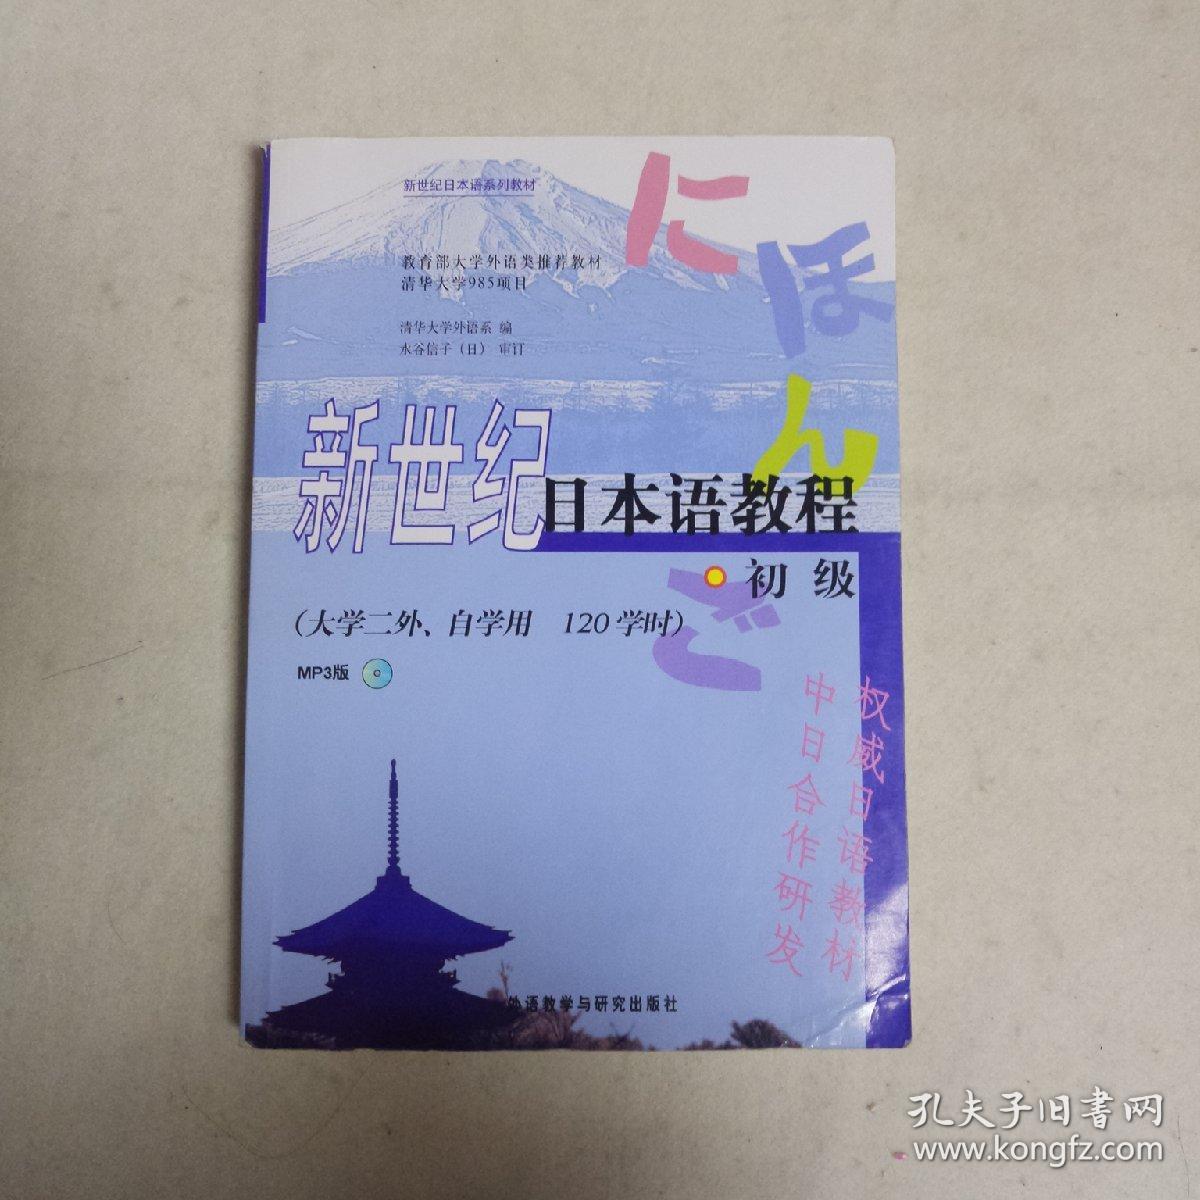 新世纪日本语系列教材
教育部大学外语类推荐教材
清华大学985项目
清华大学外语系 编
水谷信子（日） 审订
にほんご
新世纪日本语教程
初级
（大学二外、自学用 120学时）
MP3版
权威日语教材
中日合作研发
外语教学与研究出版社
孔夫子旧书网
www.kongfz.com